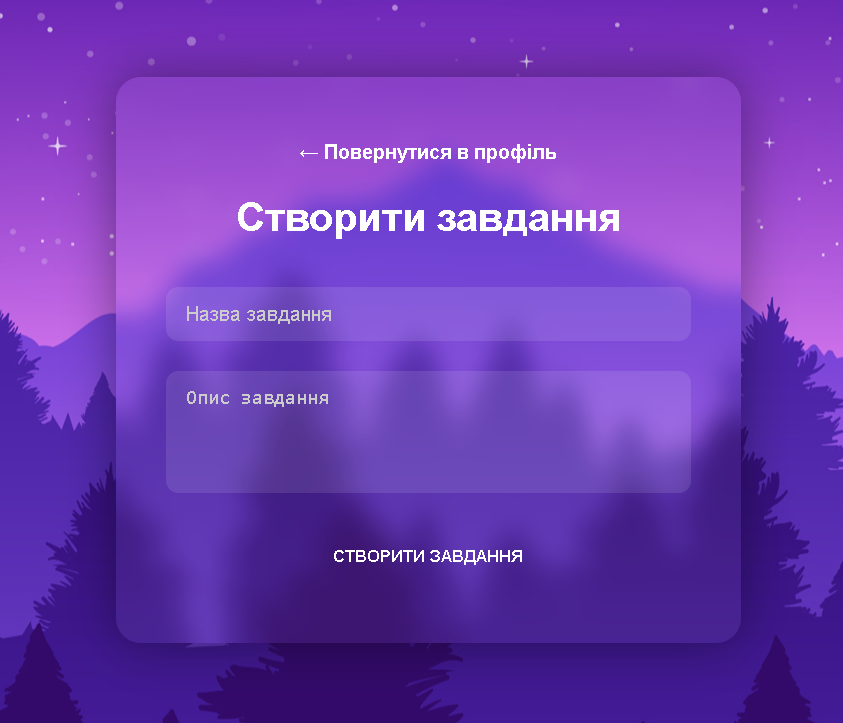 ← Повернутися в профіль
Створити завдання
Назва завдання
Опис завдання
СТВОРИТИ ЗАВДАННЯ